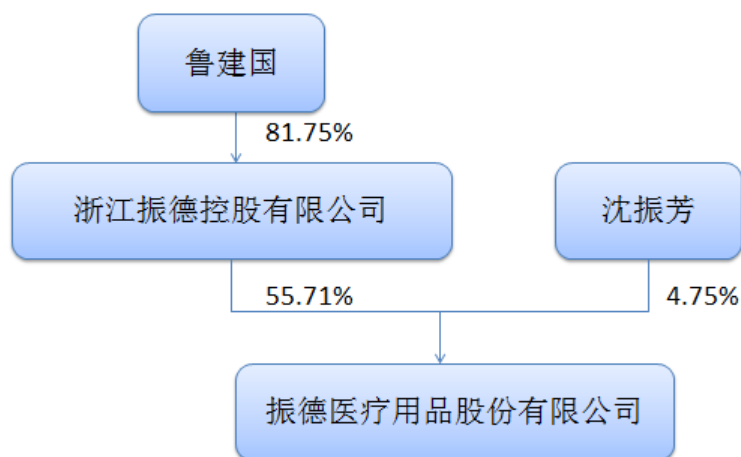 鲁建国
81.75%
浙江振德控股有限公司
沈振芳
55.71%
4.75%
振德医疗用品股份有限公司